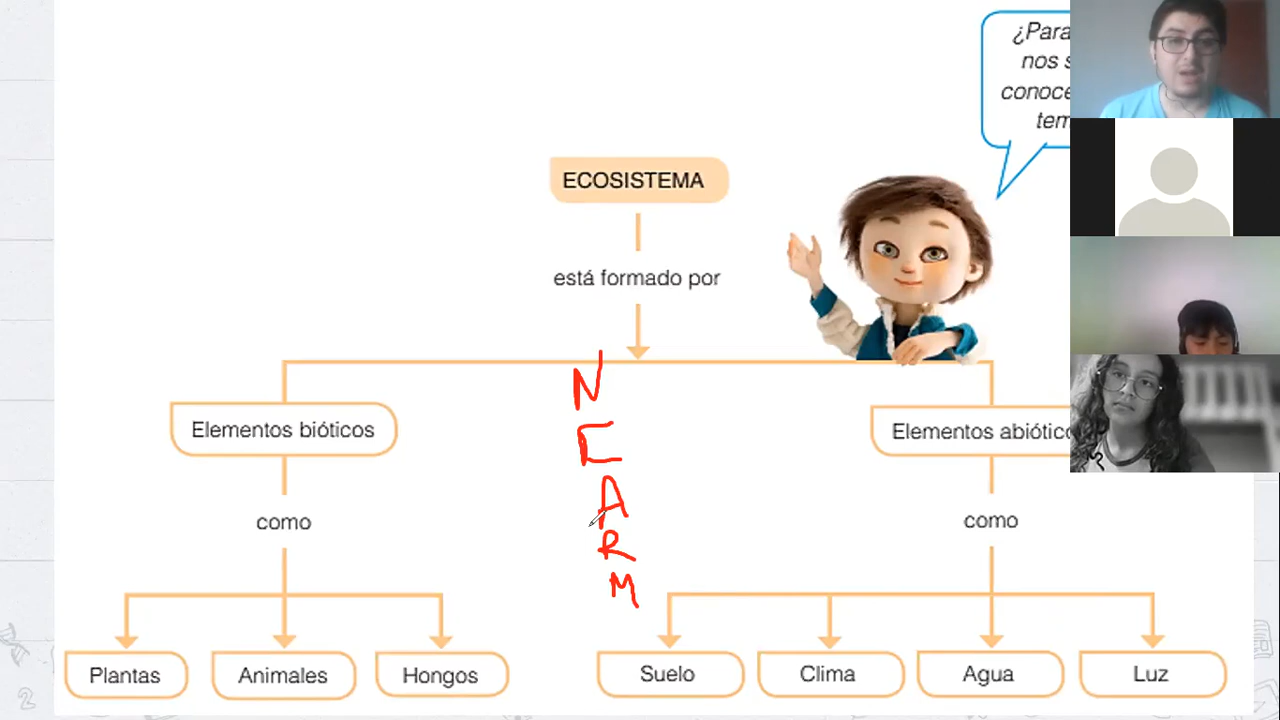 ¿Para
nos s
conoce
tem
ECOSISTEMA
está formado por
N
E
A
R
M
Elementos bióticos
Elementos abiótico
como
como
Plantas
Animales
Hongos
Suelo
Clima
Agua
Luz